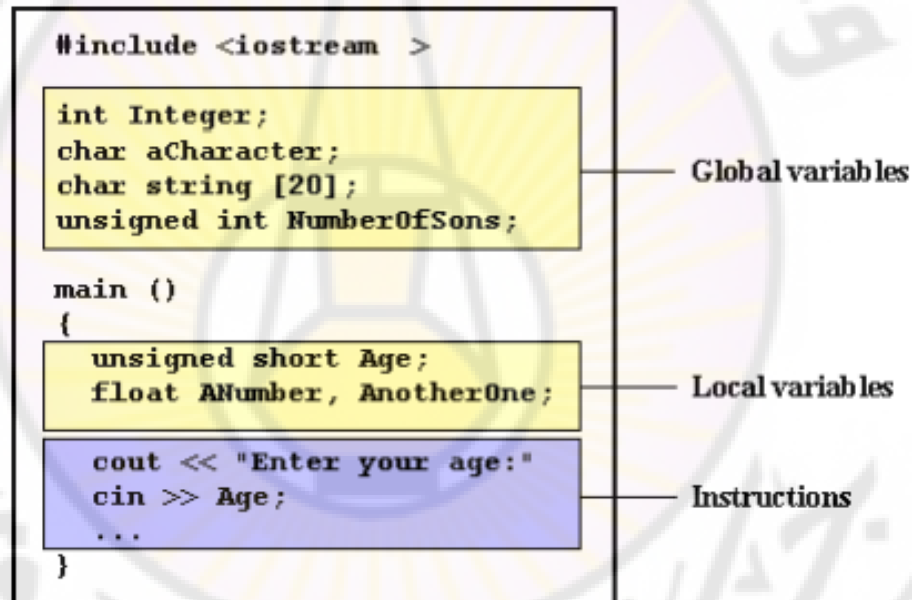 #include <iostream >
int Integer;
char aCharacter;
char string [20];
unsigned int NumberOfSons;
Global variables
main ()
{
unsigned short Age;
float ANumber, AnotherOne;
Local variables
cout << "Enter your age:"
cin >> Age;
...
Instructions
}